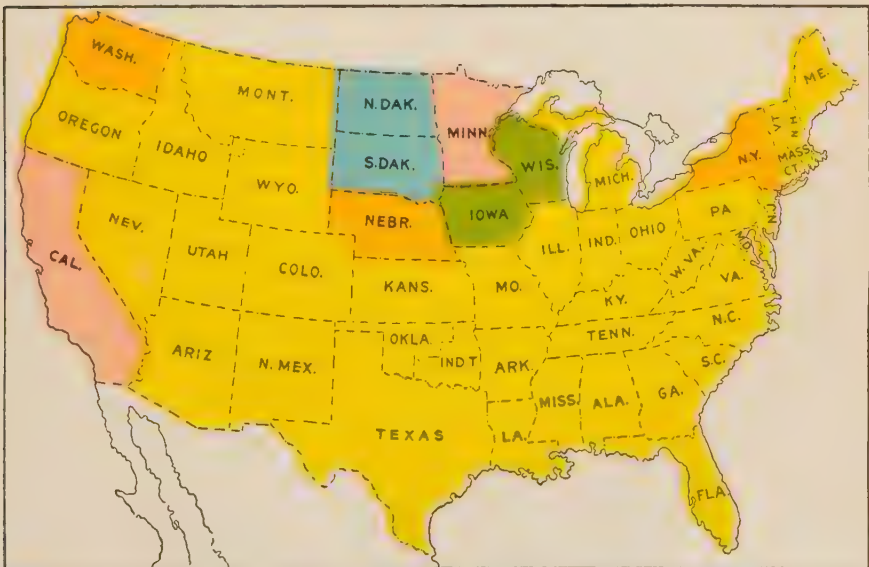 WASH.
MONT.
N. DAK.
MINN.
ME.
OREGON
IDAHO
S. DAK.
WIS.
VT.
N.H.
N.Y.
MASS.
CT.
WYO.
MICH.
NEBR.
IOWA
PA
N.J.
NEV.
UTAH
COLO.
ILL.
IND.
OHIO
W. VA.
VA.
CAL.
KANS.
MO.
KY.
N.C.
ARIZ
N. MEX.
OKLA.
IND T
ARK.
TENN.
S.C.
TEXAS
LA.
MISS.
ALA.
GA.
FLA.